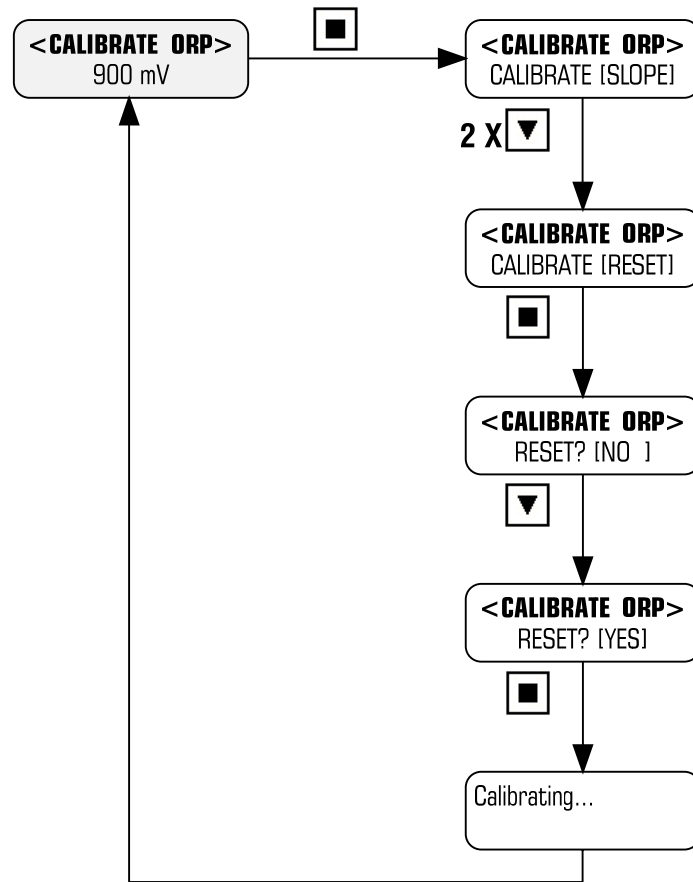 <CALIBRATE ORP>
900 mV
<CALIBRATE ORP>
CALIBRATE [SLOPE]
2 X
<CALIBRATE ORP>
CALIBRATE [RESET]
<CALIBRATE ORP>
RESET? [NO  ]
<CALIBRATE ORP>
RESET? [YES]
Calibrating...